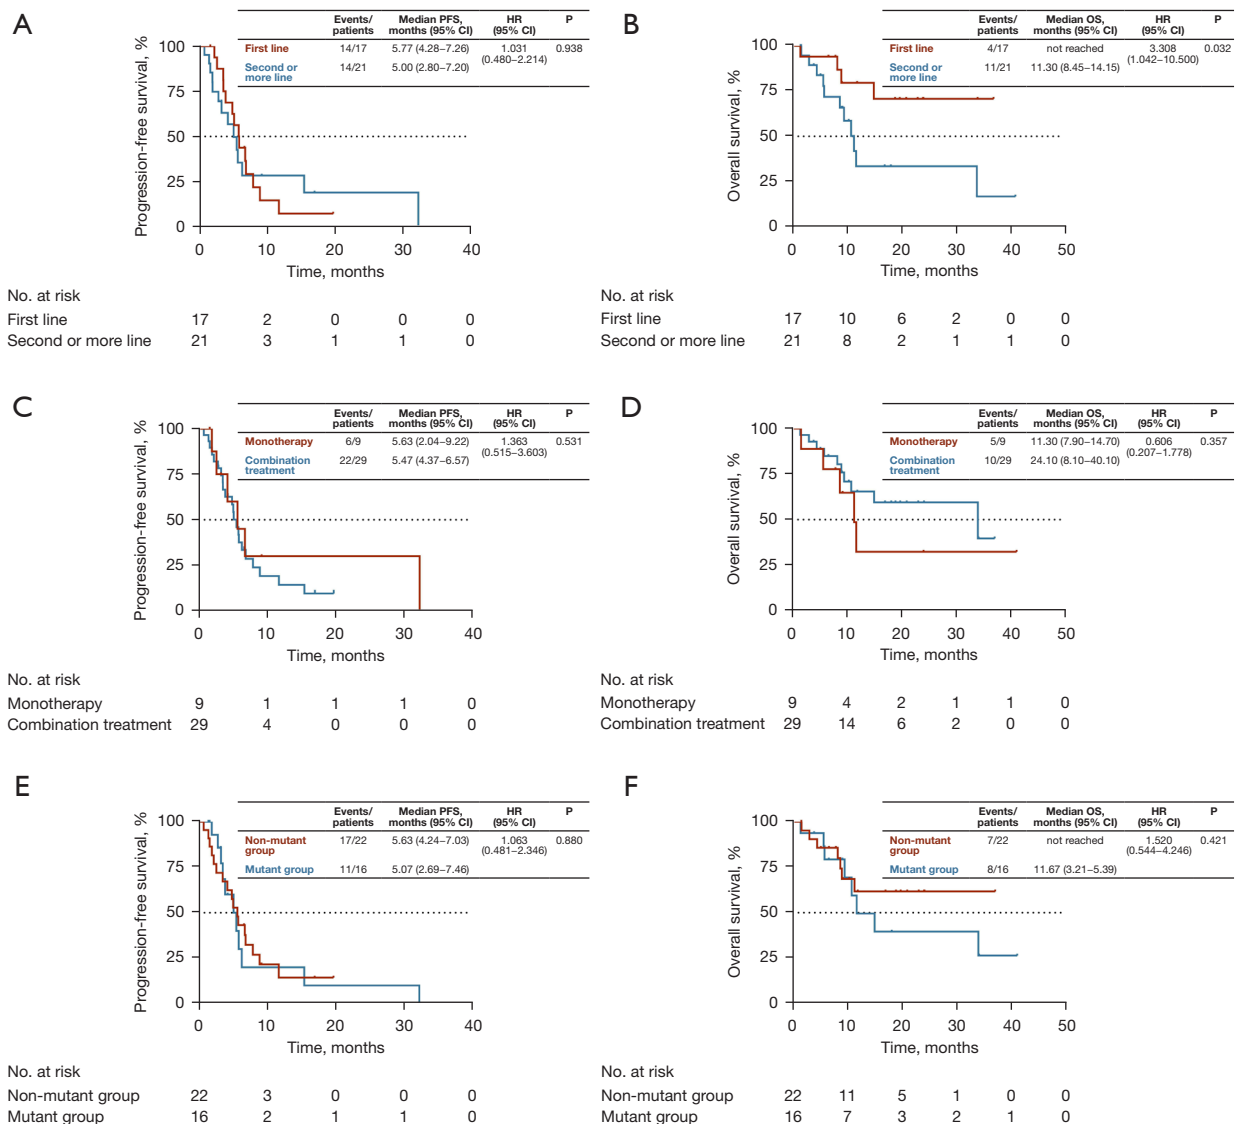 A
Events/ patients Median PFS, months (95% CI) HR (95% CI) P
First line 14/17 5.77 (4.28–7.26) 1.031 (0.480–2.214) 0.938
Second or more line 14/21 5.00 (2.80–7.20)
Progression-free survival, %
100
75
50
25
0
0 10 20 30 40
Time, months
No. at risk
First line 17 2 0 0 0
Second or more line 21 3 1 1 0
B
Events/ patients Median OS, months (95% CI) HR (95% CI) P
First line 4/17 not reached 3.308 (1.042–10.500) 0.032
Second or more line 11/21 11.30 (8.45–14.15)
Overall survival, %
100
75
50
25
0
0 10 20 30 40 50
Time, months
No. at risk
First line 17 10 6 2 0 0
Second or more line 21 8 2 1 1 0
C
Events/ patients Median PFS, months (95% CI) HR (95% CI) P
Monotherapy 6/9 5.63 (2.04–9.22) 1.363 (0.515–3.603) 0.531
Combination treatment 22/29 5.47 (4.37–6.57)
Progression-free survival, %
100
75
50
25
0
0 10 20 30 40
Time, months
No. at risk
Monotherapy 9 1 1 1 0
Combination treatment 29 4 0 0 0
D
Events/ patients Median OS, months (95% CI) HR (95% CI) P
Monotherapy 5/9 11.30 (7.90–14.70) 0.606 (0.207–1.778) 0.357
Combination treatment 10/29 24.10 (8.10–40.10)
Overall survival, %
100
75
50
25
0
0 10 20 30 40 50
Time, months
No. at risk
Monotherapy 9 4 2 1 1 0
Combination treatment 29 14 6 2 0 0
E
Events/ patients Median PFS, months (95% CI) HR (95% CI) P
Non-mutant group 17/22 5.63 (4.24–7.03) 1.063 (0.481–2.346) 0.880
Mutant group 11/16 5.07 (2.69–7.46)
Progression-free survival, %
100
75
50
25
0
0 10 20 30 40
Time, months
No. at risk
Non-mutant group 22 3 0 0 0
Mutant group 16 2 1 1 0
F
Events/ patients Median OS, months (95% CI) HR (95% CI) P
Non-mutant group 7/22 not reached 1.520 (0.544–4.246) 0.421
Mutant group 8/16 11.67 (3.21–5.39)
Overall survival, %
100
75
50
25
0
0 10 20 30 40 50
Time, months
No. at risk
Non-mutant group 22 11 5 1 0 0
Mutant group 16 7 3 2 1 0